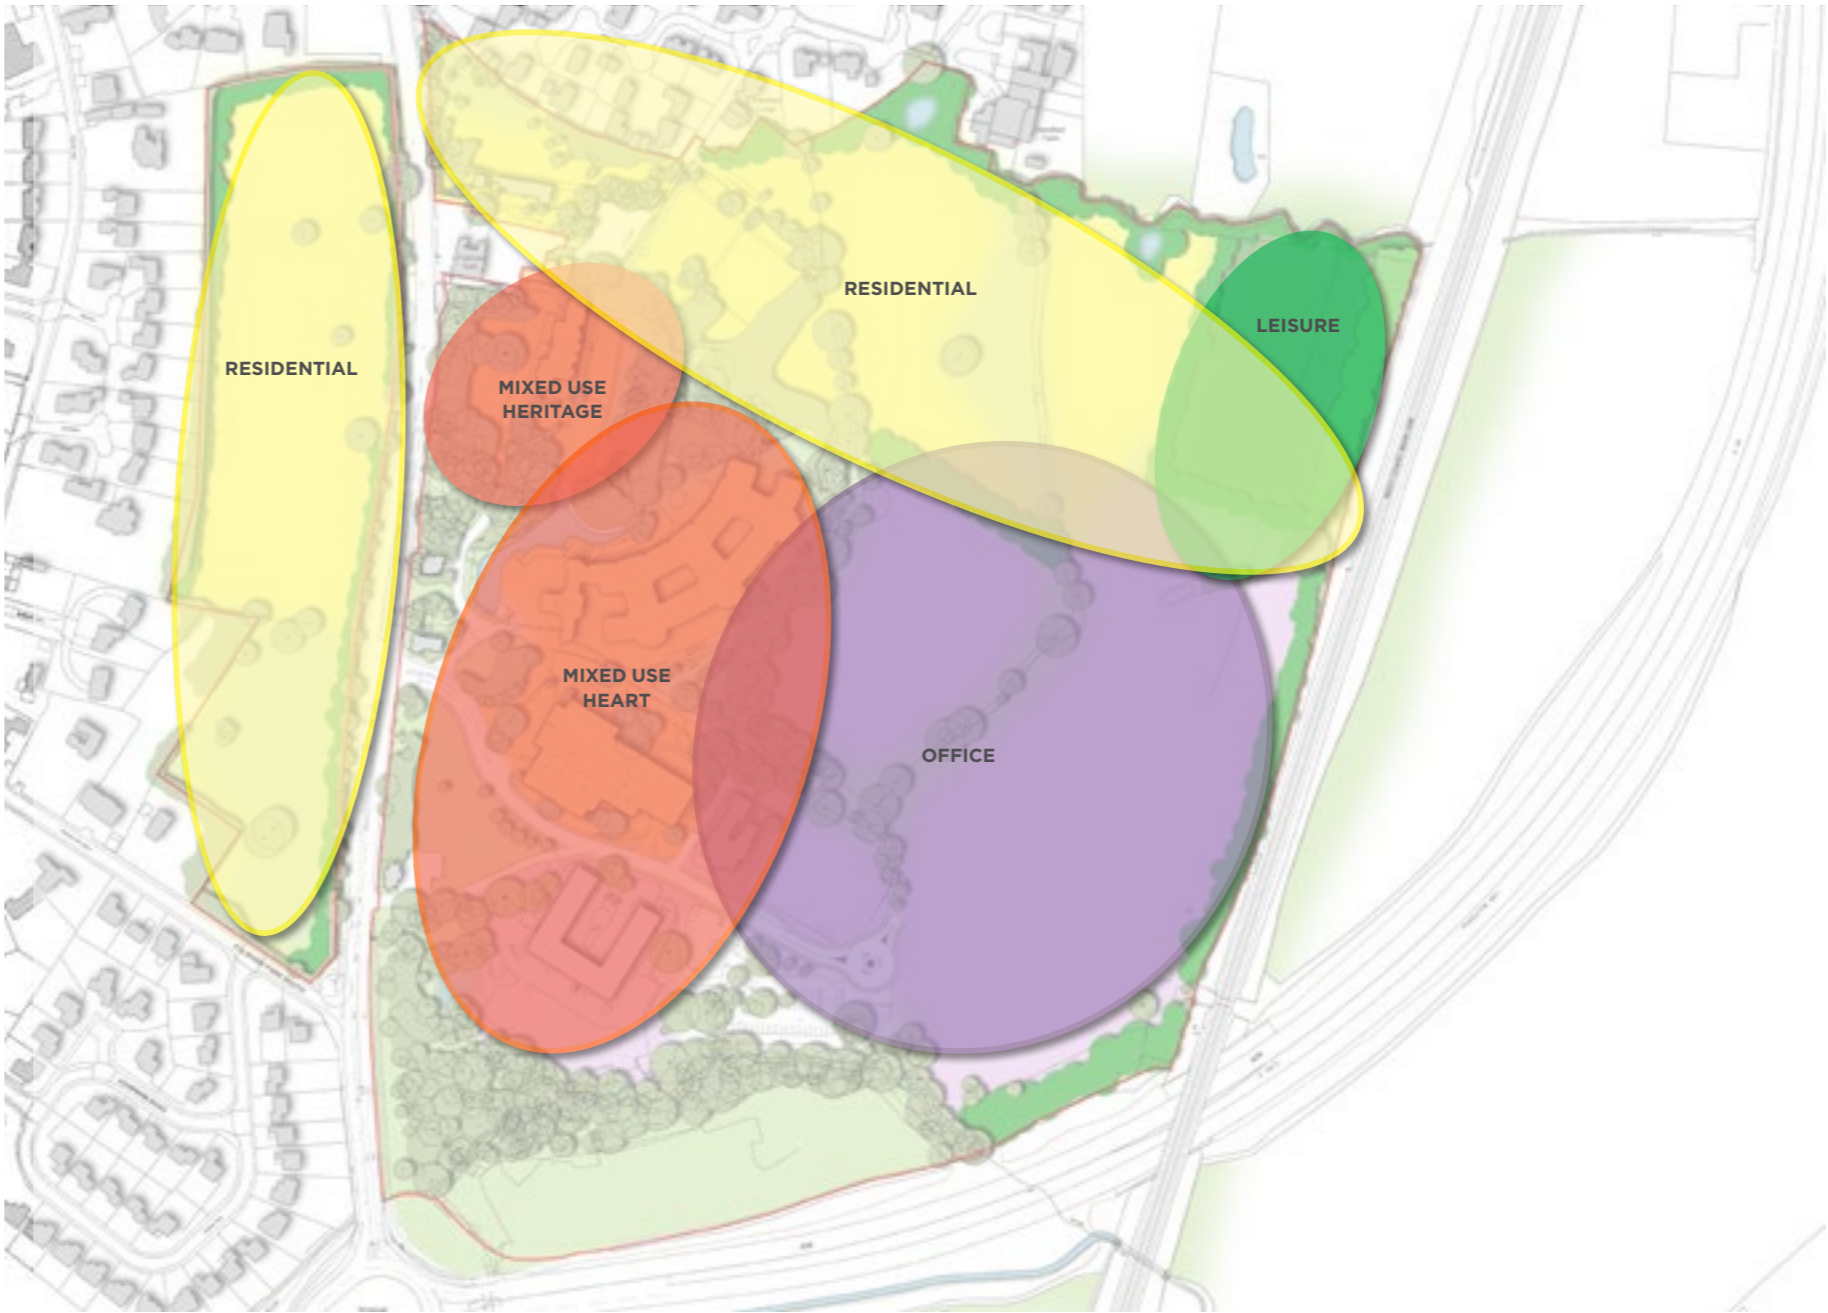 RESIDENTIAL
LEISURE
RESIDENTIAL
MIXED USE
HERITAGE
MIXED USE
HEART
OFFICE